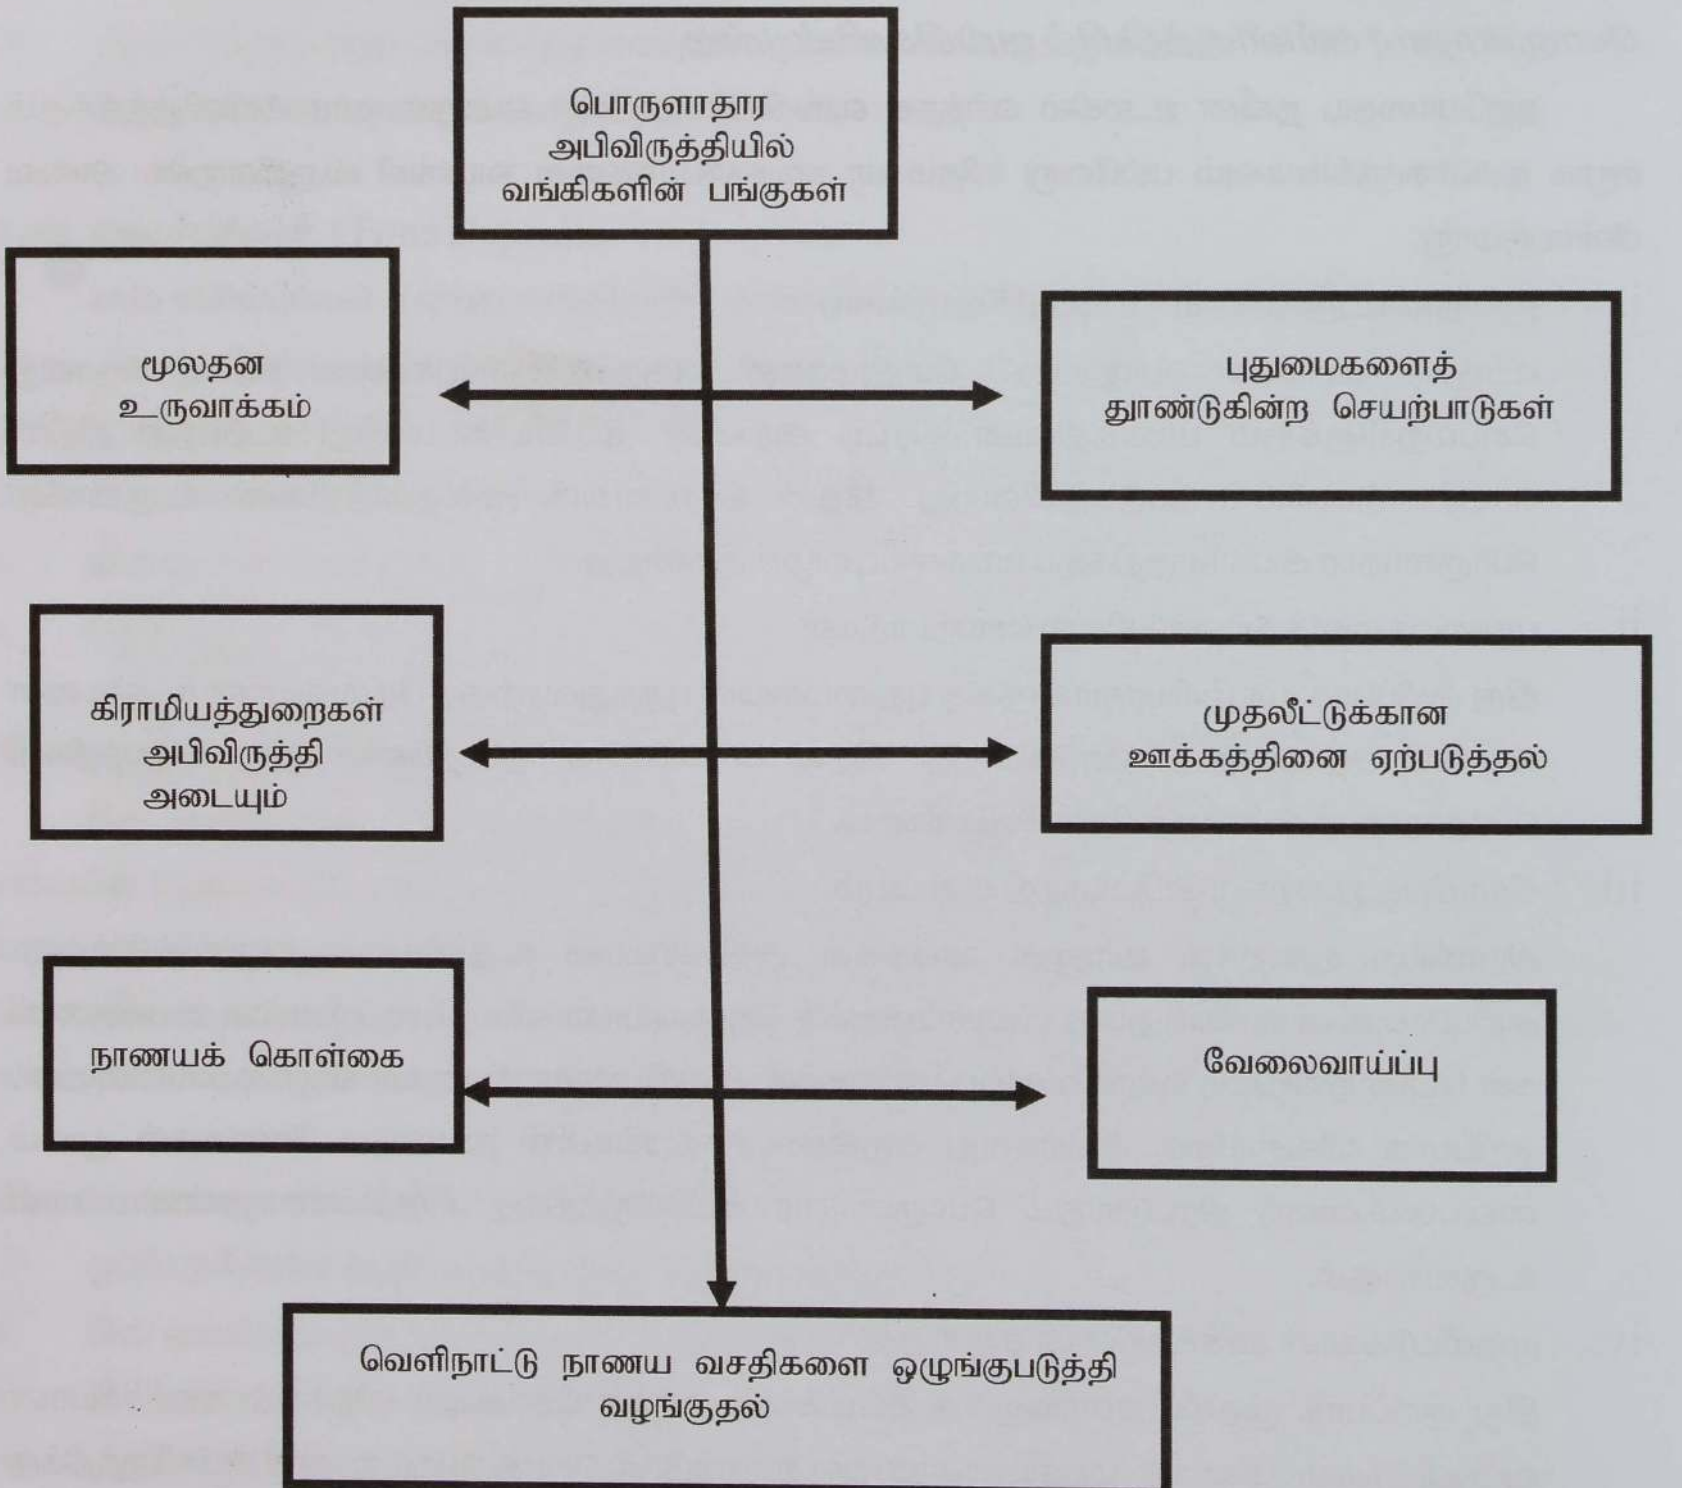 பொருளாதார
அபிவிருத்தியில்
வங்கிகளின் பங்குகள்
மூலதன
உருவாக்கம்
புதுமைகளைத்
தூண்டுகின்ற செயற்பாடுகள்
கிராமியத்துறைகள்
அபிவிருத்தி
அடையும்
முதலீட்டுக்கான
ஊக்கத்தினை ஏற்படுத்தல்
நாணயக் கொள்கை
வேலைவாய்ப்பு
வெளிநாட்டு நாணய வசதிகளை ஒழுங்குபடுத்தி
வழங்குதல்